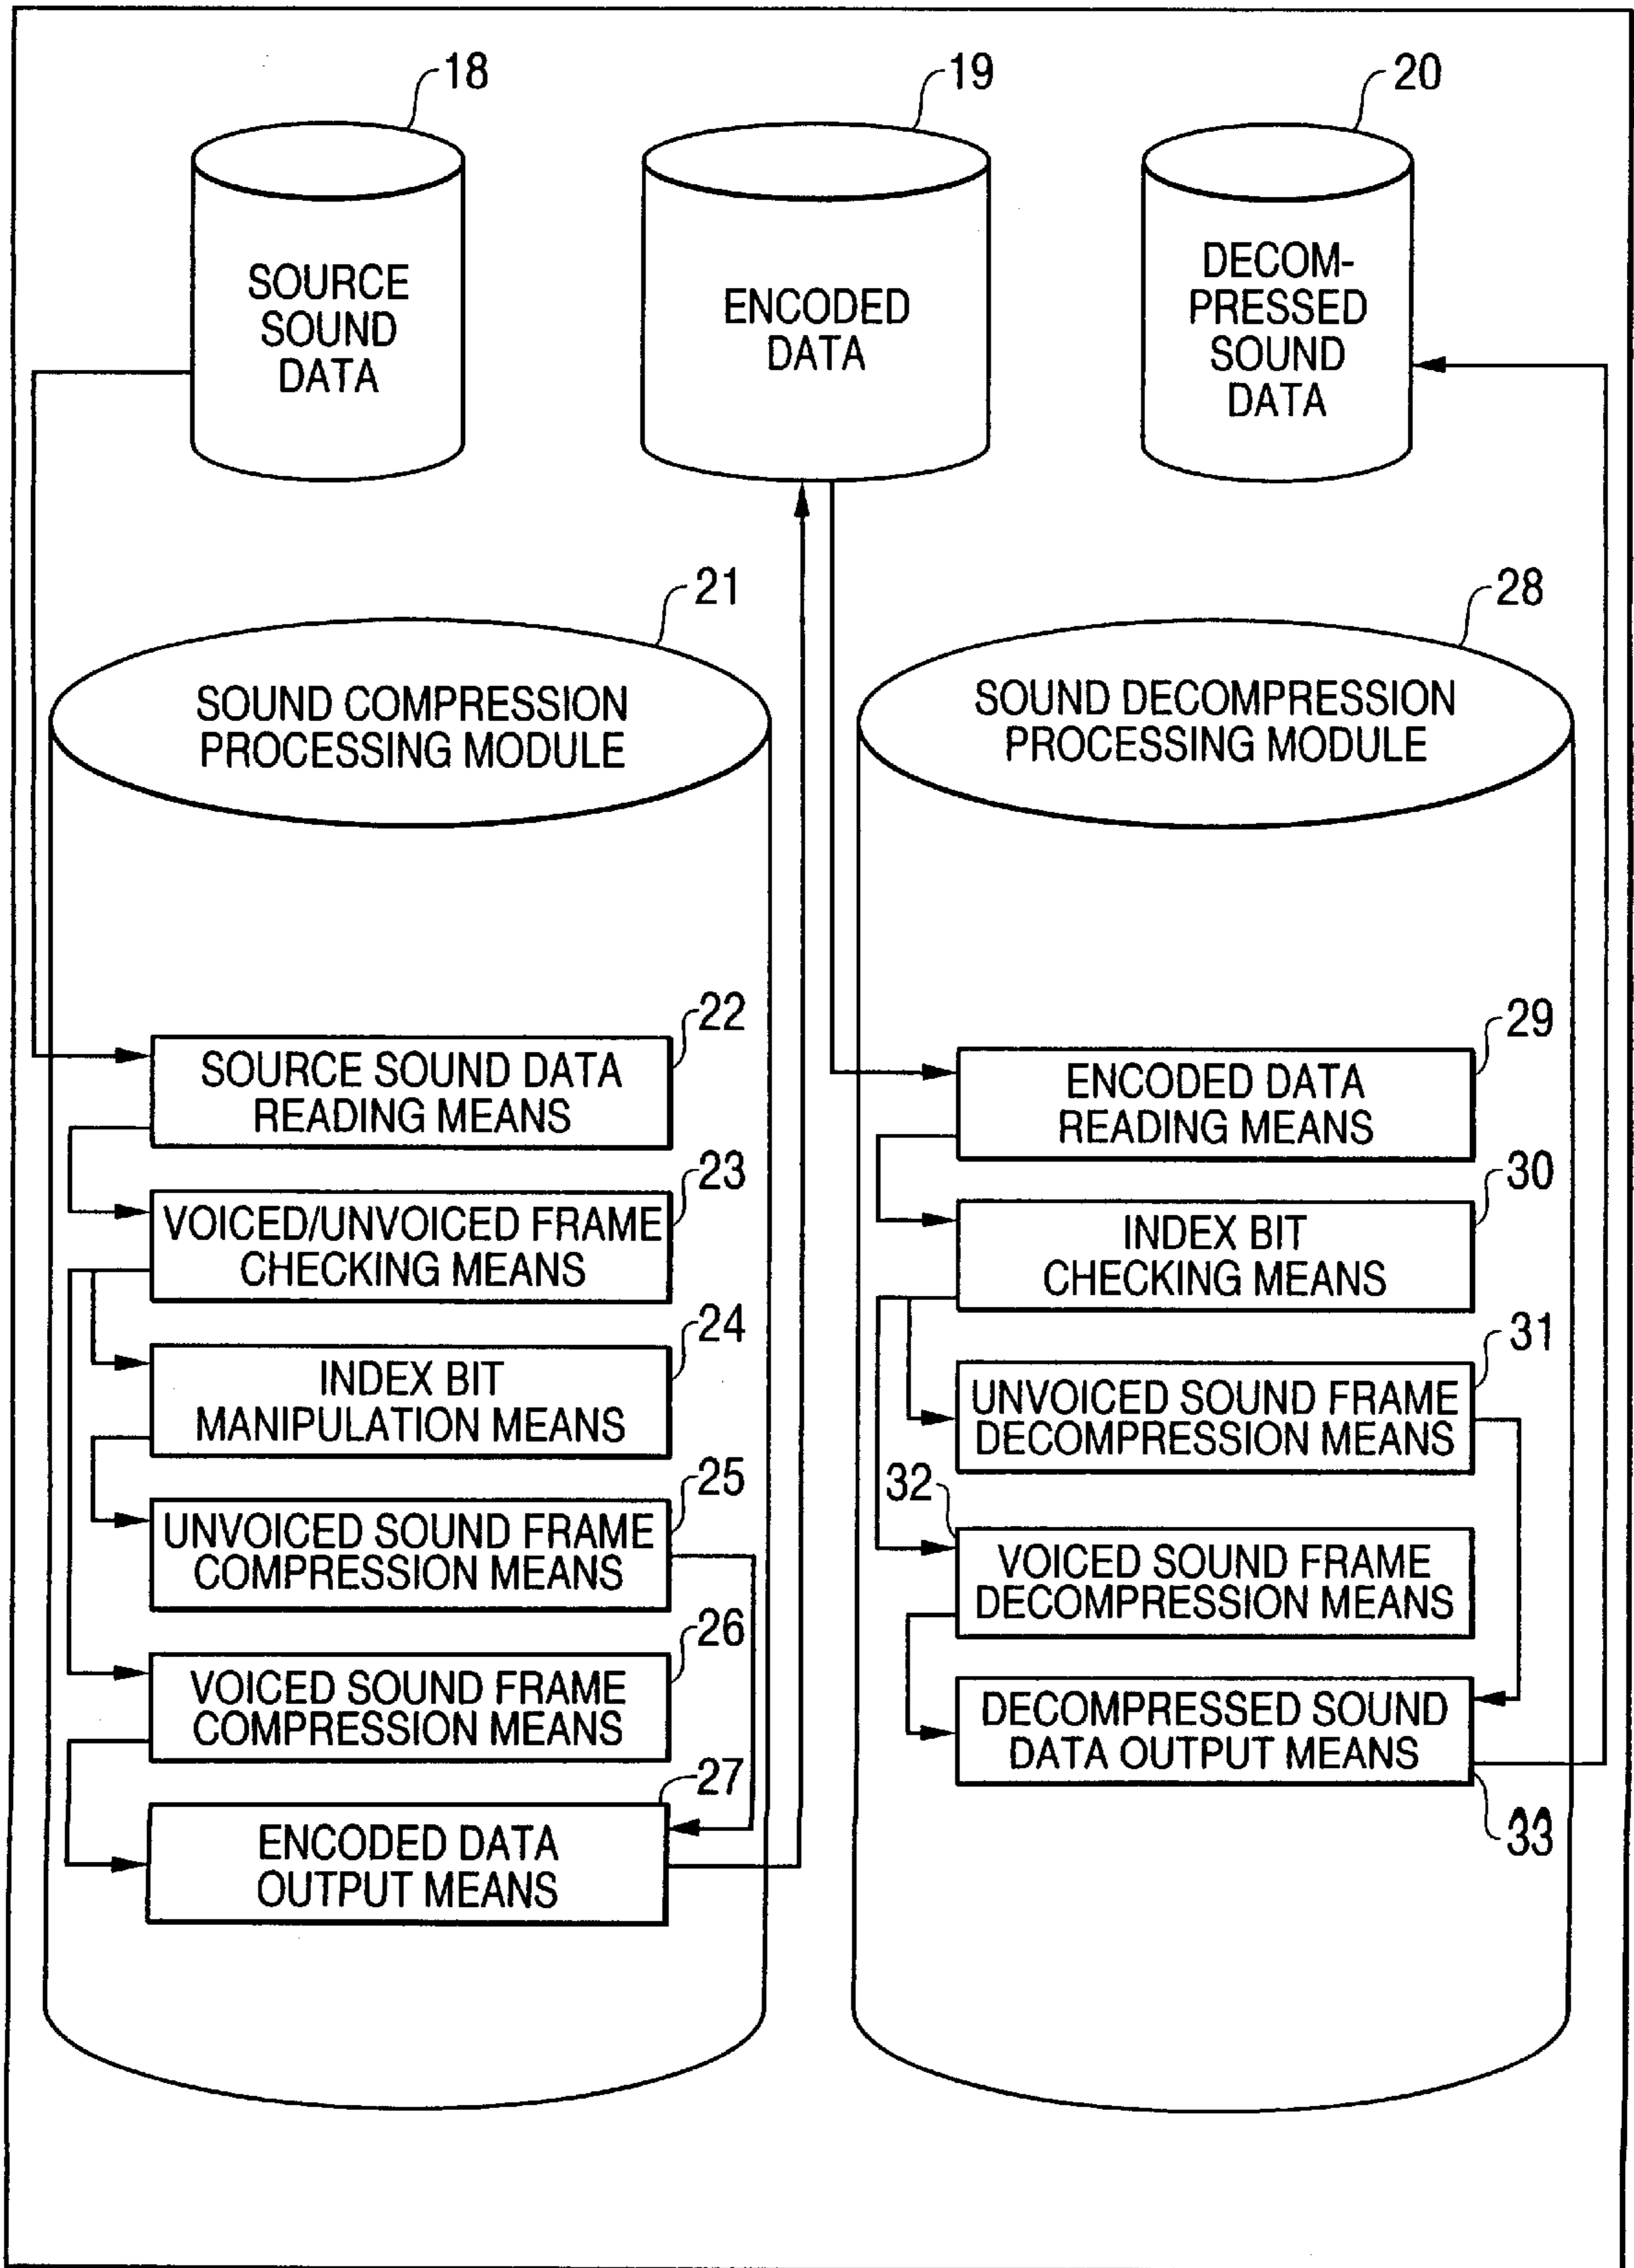 18
19
20
SOURCE
SOUND
DATA
ENCODED
DATA
DECOM-
PRESSED
SOUND
DATA
21
28
SOUND COMPRESSION
PROCESSING MODULE
SOUND DECOMPRESSION
PROCESSING MODULE
22
SOURCE SOUND DATA
READING MEANS
23
VOICED/UNVOICED FRAME
CHECKING MEANS
24
INDEX BIT
MANIPULATION MEANS
25
UNVOICED SOUND FRAME
COMPRESSION MEANS
26
VOICED SOUND FRAME
COMPRESSION MEANS
27
ENCODED DATA
OUTPUT MEANS
29
ENCODED DATA
READING MEANS
30
INDEX BIT
CHECKING MEANS
31
UNVOICED SOUND FRAME
DECOMPRESSION MEANS
32
VOICED SOUND FRAME
DECOMPRESSION MEANS
DECOMPRESSED SOUND
DATA OUTPUT MEANS
33